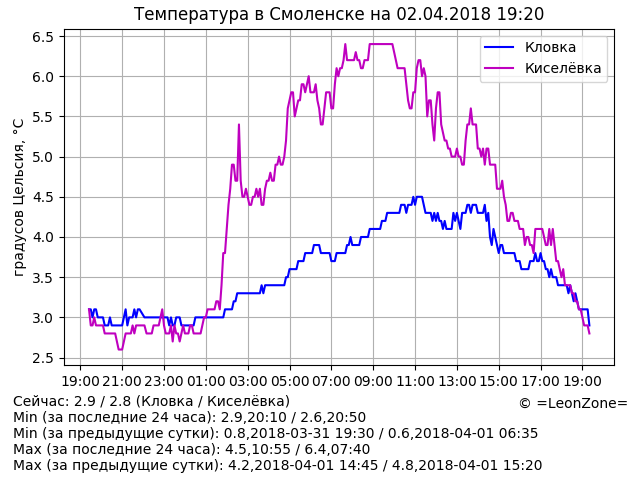 Температура в Смоленске на 02.04.2018 19:20
Кловка
Киселёвка
градусов Цельсия, °C
6.5
6.0
5.5
5.0
4.5
4.0
3.5
3.0
2.5
19:00 21:00 23:00 01:00 03:00 05:00 07:00 09:00 11:00 13:00 15:00 17:00 19:00
Сейчас: 2.9 / 2.8 (Кловка / Киселёвка)
© =LeonZone=
Min (за последние 24 часа): 2.9,20:10 / 2.6,20:50
Min (за предыдущие сутки): 0.8,2018-03-31 19:30 / 0.6,2018-04-01 06:35
Max (за последние 24 часа): 4.5,10:55 / 6.4,07:40
Max (за предыдущие сутки): 4.2,2018-04-01 14:45 / 4.8,2018-04-01 15:20